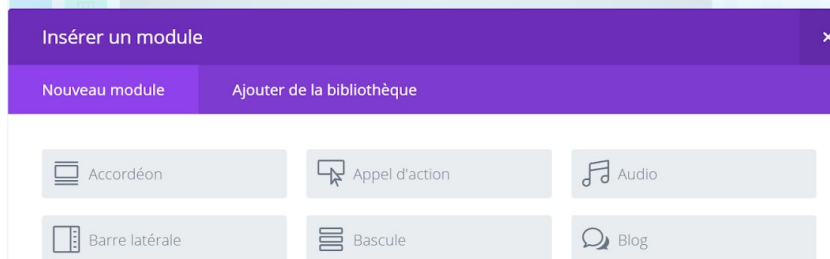 Insérer un module
Nouveau module Ajouter de la bibliothèque
Accordéon Appel d'action Audio
Barre latérale Bascule Blog